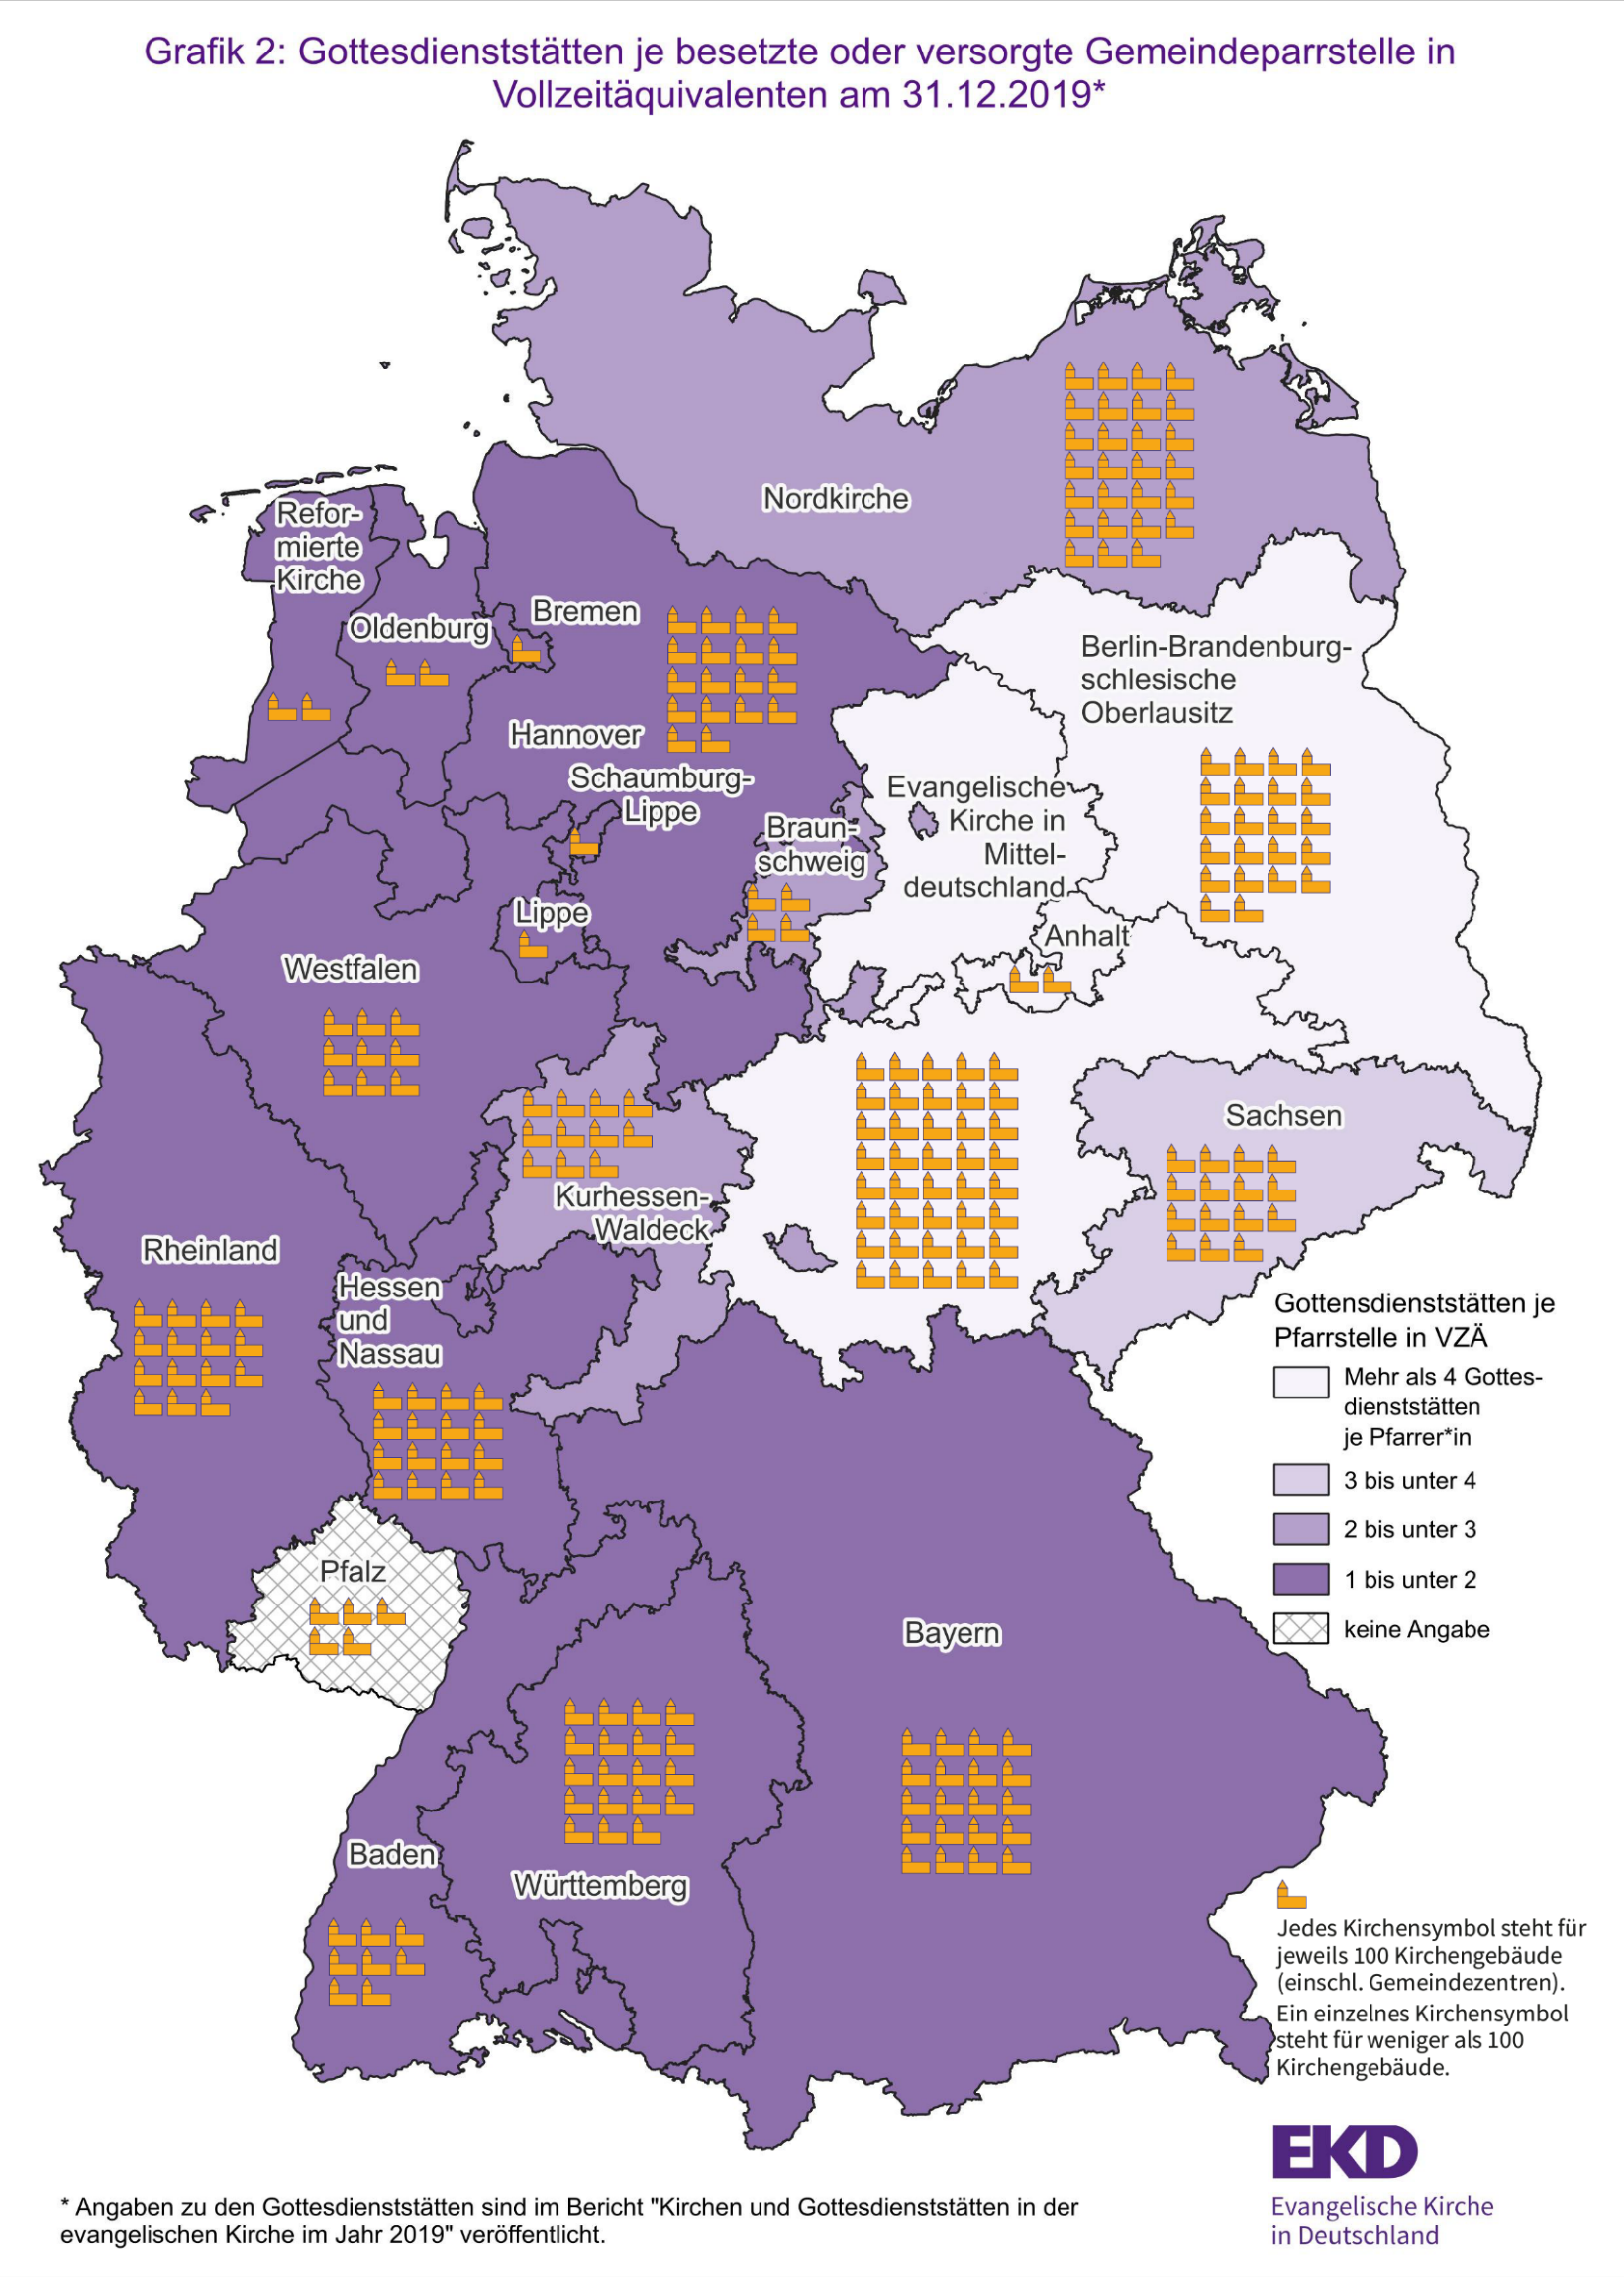 Grafik 2: Gottesdienststätten je besetzte oder versorgte Gemeindeparrstelle in
Vollzeitäquivalenten am 31.12.2019*
Nordkirche
Refor-
mierte
Kirche
Oldenburg
Bremen
Berlin-Brandenburg-
schlesische
Oberlausitz
Hannover
Schaumburg-
Lippe
Evangelische
Kirche in
Mittel-
deutschland
Braun-
schweig
Lippe
Anhalt
Westfalen
Sachsen
Kurhessen-
Waldeck
Rheinland
Hessen
und
Nassau
Gottensdienststätten je
Pfarrstelle in VZÄ
Mehr als 4 Gottes-
dienststätten
je Pfarrer*in
3 bis unter 4
2 bis unter 3
1 bis unter 2
keine Angabe
Pfalz
Bayern
Baden
Württemberg
Jedes Kirchensymbol steht für
jeweils 100 Kirchengebäude
(einschl. Gemeindezentren).
Ein einzelnes Kirchensymbol
steht für weniger als 100
Kirchengebäude.
EKD
Evangelische Kirche
in Deutschland
* Angaben zu den Gottesdienststätten sind im Bericht "Kirchen und Gottesdienststätten in der
evangelischen Kirche im Jahr 2019" veröffentlicht.